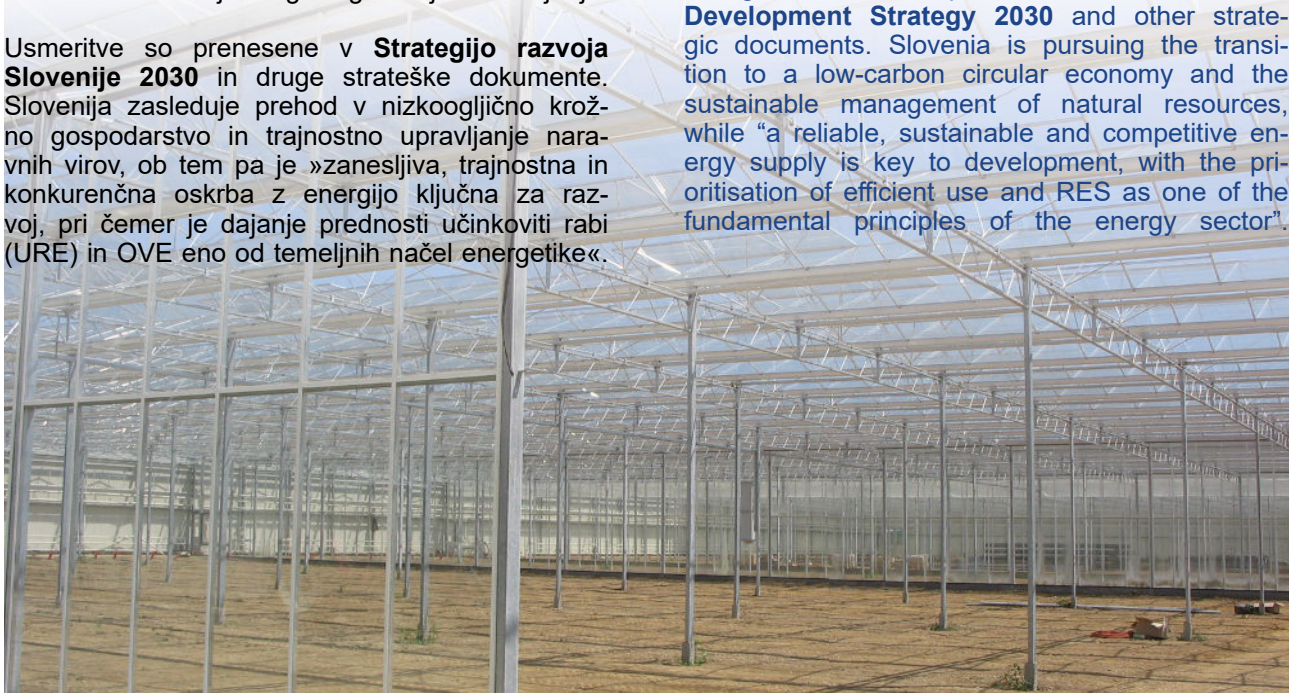 Usmeritve so prenesene v Strategijo razvoja
Slovenije 2030 in druge strateške dokumente.
Slovenija zasleduje prehod v nizkoogljično krož-
no gospodarstvo in trajnostno upravljanje nara-
vnih virov, ob tem pa je »zanesljiva, trajnostna in
konkurenčna oskrba z energijo ključna za raz-
voj, pri čemer je dajanje prednosti učinkoviti rabi
(URE) in OVE eno od temeljnih načel energetike«.
Development Strategy 2030 and other strate-
gic documents. Slovenia is pursuing the transi-
tion to a low-carbon circular economy and the
sustainable management of natural resources,
while “a reliable, sustainable and competitive en-
ergy supply is key to development, with the pri-
oritisation of efficient use and RES as one of the
fundamental principles of the energy sector”.